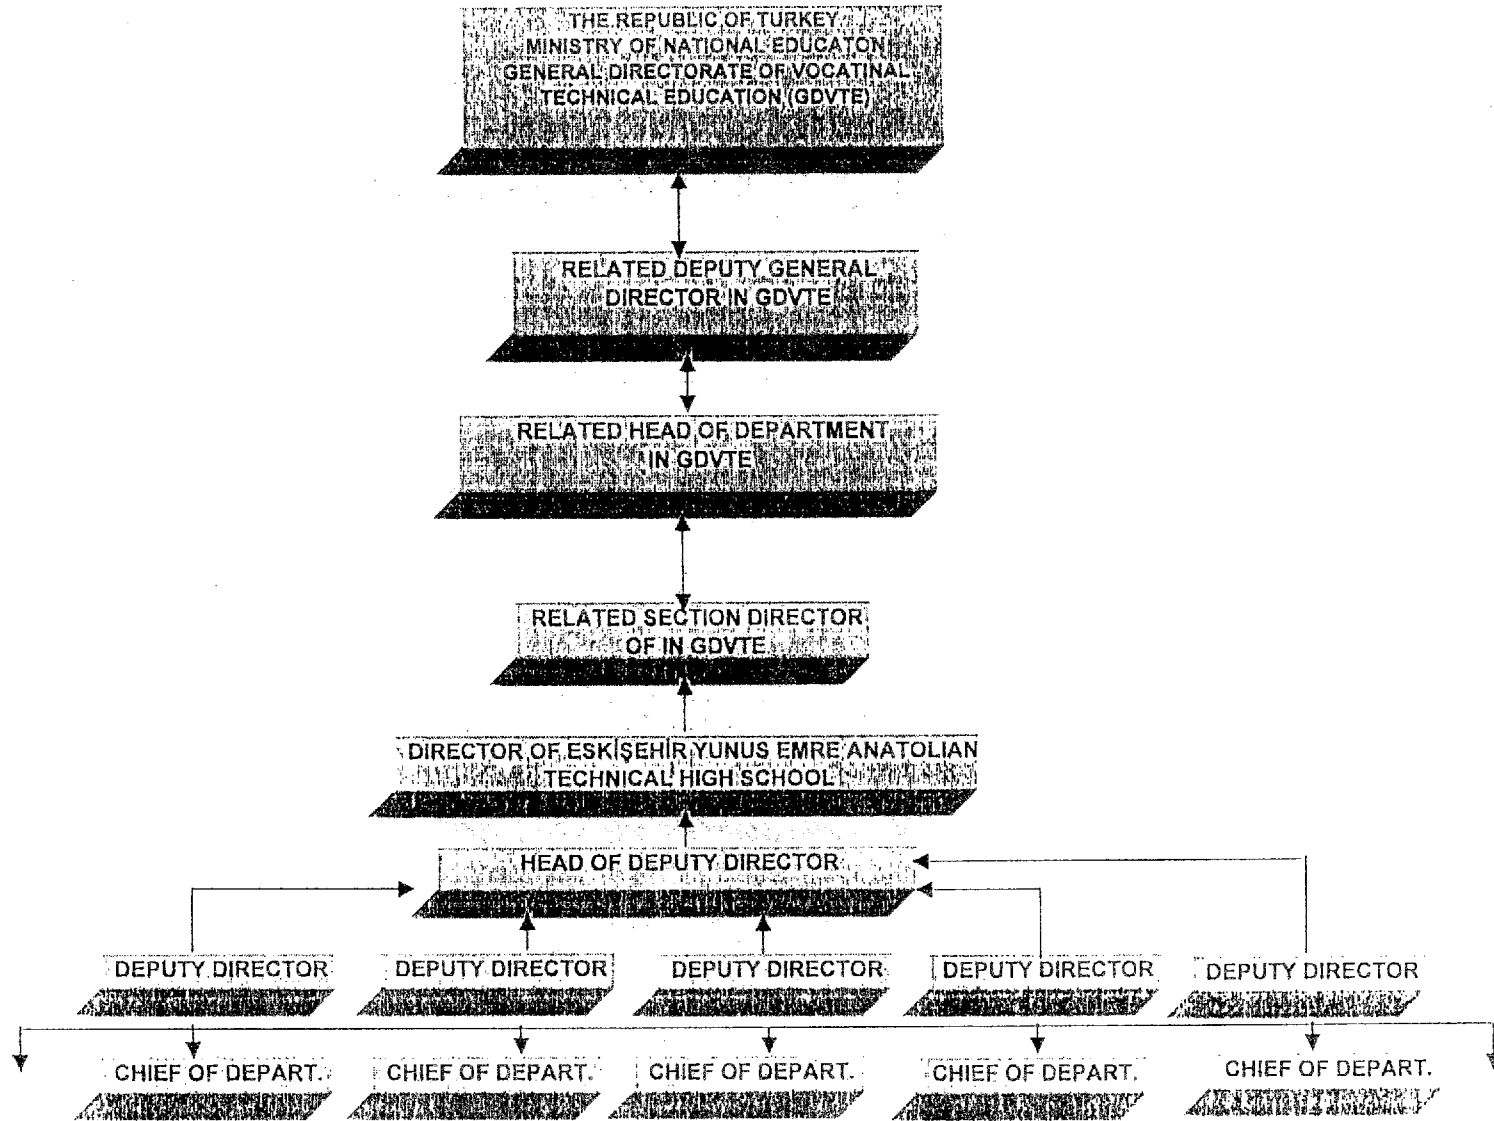 THE REPUBLIC OF TURKEY
MINISTRY OF NATIONAL EDUCATON
GENERAL DIRECTORATE OF VOCATINAL
TECHNICAL EDUCATION (GDVTE)
RELATED DEPUTY GENERAL
DIRECTOR IN GDVTE
RELATED HEAD OF DEPARTMENT
IN GDVTE
RELATED SECTION DIRECTOR
OF IN GDVTE
DIRECTOR OF ESKİŞEHİR YUNUS EMRE ANATOLIAN
TECHNICAL HIGH SCHOOL
HEAD OF DEPUTY DIRECTOR
DEPUTY DIRECTOR
DEPUTY DIRECTOR
DEPUTY DIRECTOR
DEPUTY DIRECTOR
DEPUTY DIRECTOR
CHIEF OF DEPART.
CHIEF OF DEPART.
CHIEF OF DEPART.
CHIEF OF DEPART.
CHIEF OF DEPART.